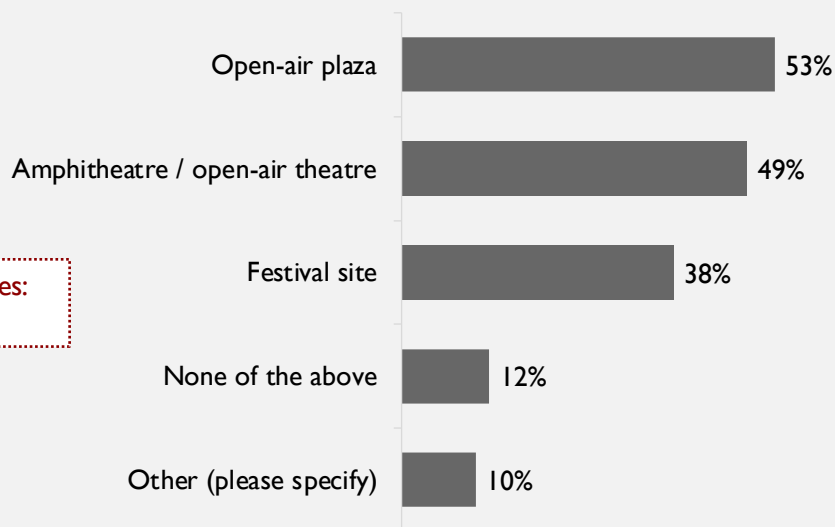 Open-air plaza 53%
Amphitheatre / open-air theatre 49%
es:
Festival site 38%
None of the above 12%
Other (please specify) 10%